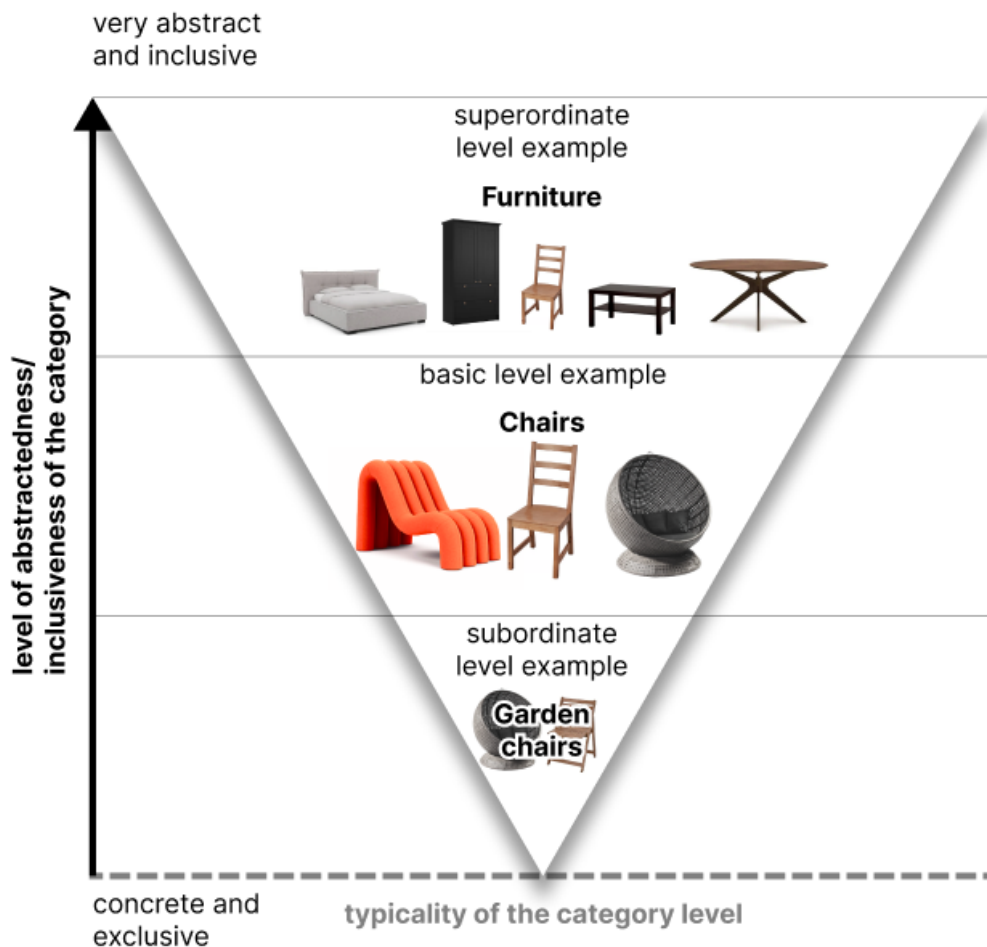 very abstract
and inclusive
superordinate
level example
Furniture
basic level example
Chairs
level of abstractedness/
inclusiveness of the category
subordinate
level example
Garden
chairs
concrete and
exclusive
typicality of the category level